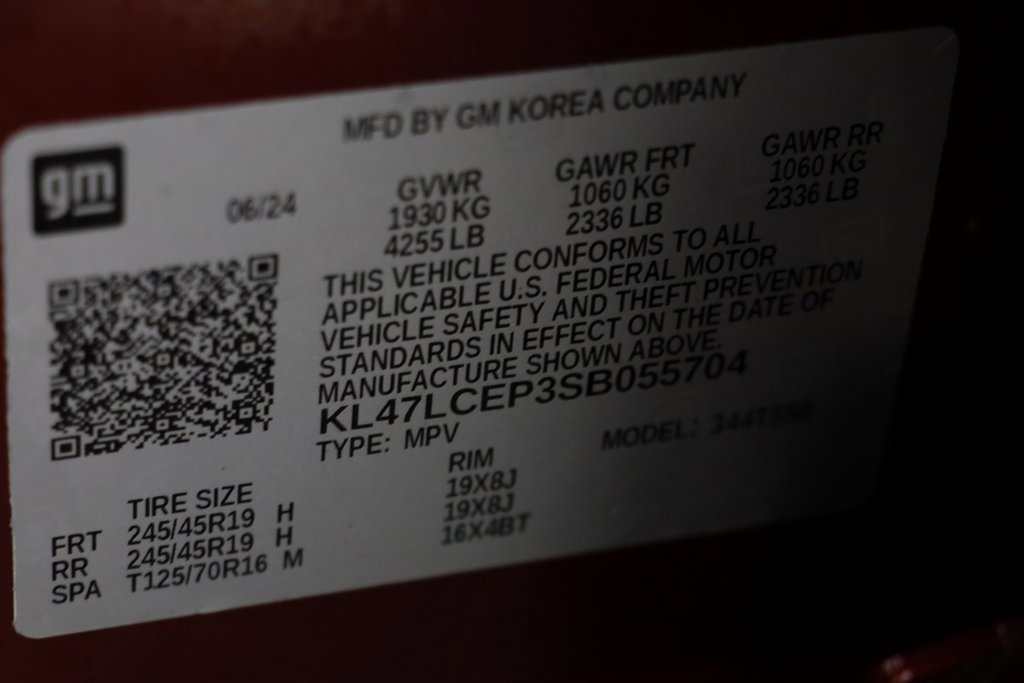 MFD BY GM KOREA COMPANY
gm
06/24
GVWR GAWR FRT GAWR RR
1930 KG 1060 KG 1060 KG
4255 LB 2336 LB 2336 LB
THIS VEHICLE CONFORMS TO ALL
APPLICABLE U.S. FEDERAL MOTOR
VEHICLE SAFETY AND THEFT PREVENTION
STANDARDS IN EFFECT ON THE DATE OF
MANUFACTURE SHOWN ABOVE.
KL47LCEP3SB055704
TYPE: MPV MODEL:
TIRE SIZE RIM
FRT 245/45R19 H 19X8J
RR 245/45R19 H 19X8J
SPA T125/70R16 M 16X4BT